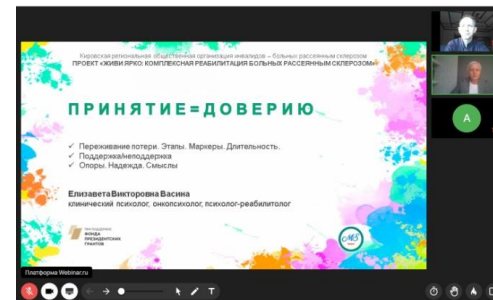 Кировская региональная общественная организация инвалидов – больных рассеянным склерозом
ПРОЕКТ «ЖИВИ ЯРКО: КОМПЛЕКСНАЯ РЕАБИЛИТАЦИЯ БОЛЬНЫХ РАССЕЯННЫМ СКЛЕРОЗОМ»
ПРИНЯТИЕ=ДОВЕРИЮ
✓ Переживание потери. Этапы. Маркеры. Длительность.
✓ Поддержка/неподдержка
✓ Опоры. Надежда. Смыслы
Елизавета Викторовна Васина
клинический психолог, онкопсихолог, психолог-реабилитолог
ФОНДА
ПРЕЗИДЕНТСКИХ
ГРАНТОВ
А
Платформа Webinar.ru
T